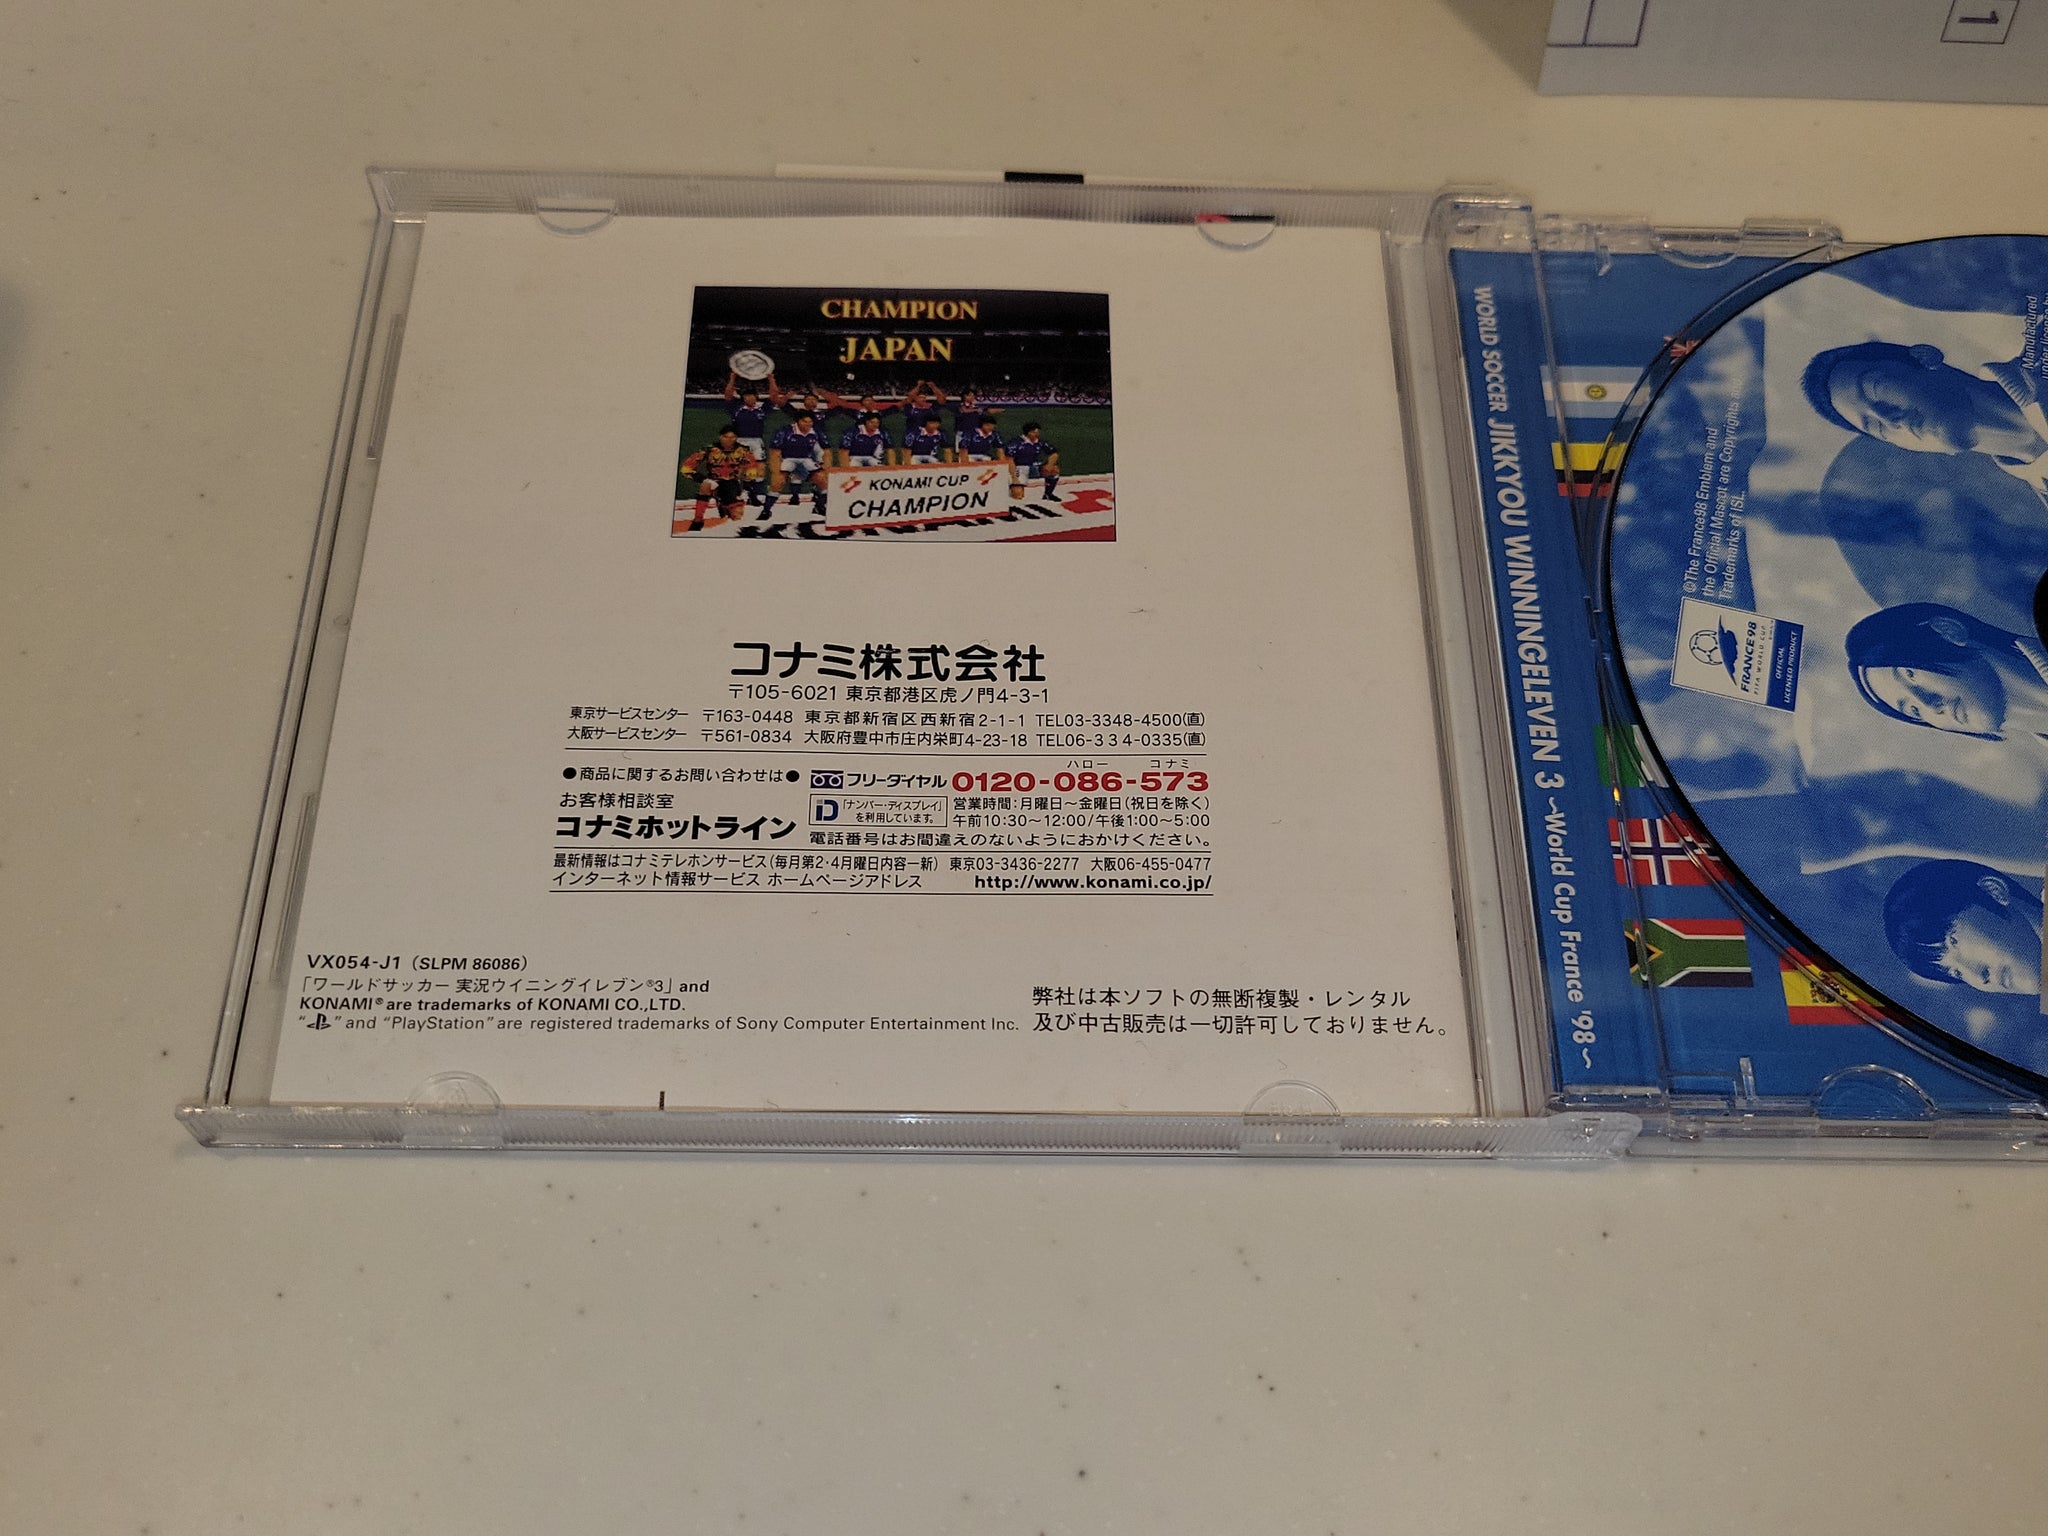 1
CHAMPION
JAPAN
KONAMI CUP
CHAMPION
コナミ株式会社
〒105-6021 東京都港区虎ノ門4-3-1
東京サービスセンター 〒163-0448 東京都新宿区西新宿2-1-1 TEL03-3348-4500(直)
大阪サービスセンター 〒561-0834 大阪府豊中市庄内栄町4-23-18 TEL06-334-0335(直)
●商品に関するお問い合わせは●
お客様相談室
コナミホットライン
ハロー コナミ
フリーダイヤル 0120-086-573
「ナンバー・ディスプレイ」
を利用しています。
営業時間:月曜日〜金曜日(祝日を除く)
午前10:30〜12:00/午後1:00〜5:00
電話番号はお間違えのないようにおかけください。
最新情報はコナミテレホンサービス(毎月第2・4月曜日内容一新) 東京03-3436-2277 大阪06-455-0477
インターネット情報サービス ホームページアドレス http://www.konami.co.jp/
VX054-J1 (SLPM 86086)
「ワールドサッカー 実況ウイニングイレブン®3」and
KONAMI® are trademarks of KONAMI CO.,LTD.
" " and "PlayStation" are registered trademarks of Sony Computer Entertainment Inc.
弊社は本ソフトの無断複製・レンタル
及び中古販売は一切許可しておりません。
WORLD SOCCER JIKKYOU WINNINGELEVEN 3 〜World Cup France '98〜
©The France98 Emblem and
the Official Mascot are Copyrights and
Trademarks of ISL.
FRANCE 98
FIFA WORLD CUP
OFFICIAL
LICENSED PRODUCT
Manufactured